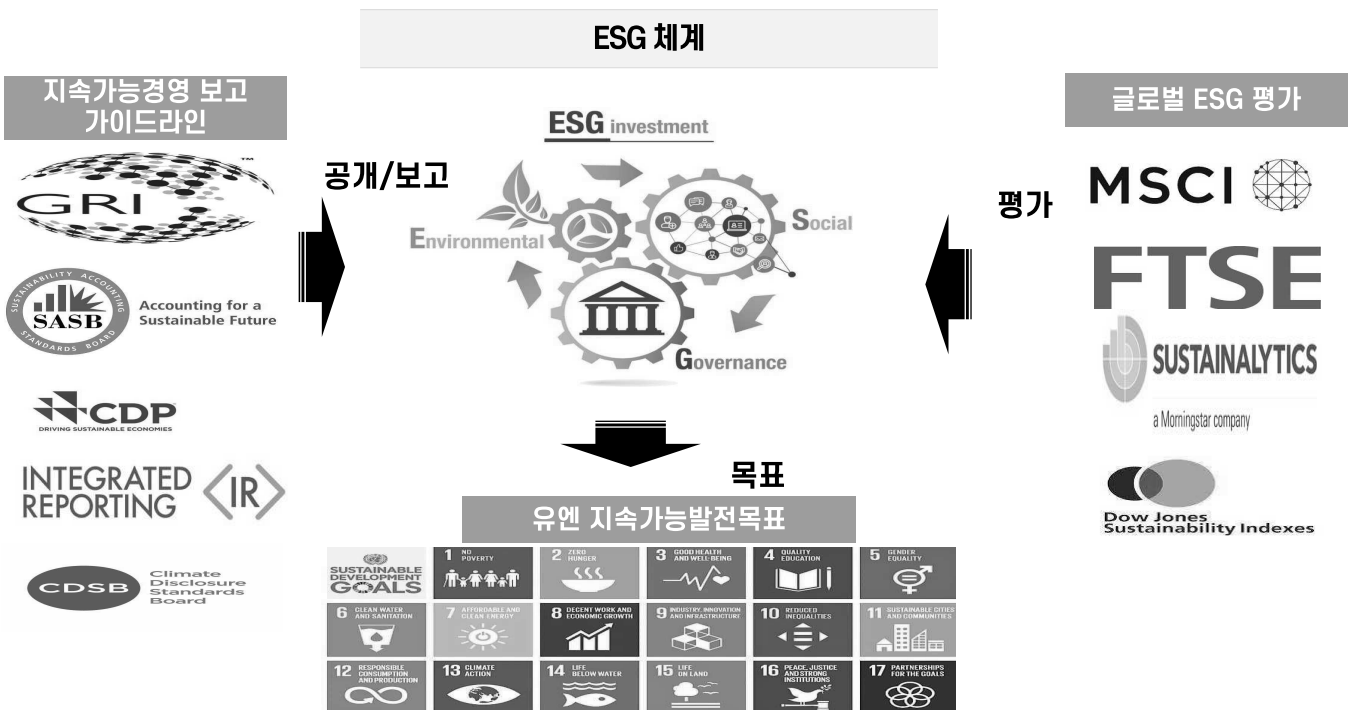 ESG 체계
지속가능경영 보고
가이드라인
GRI
TM
SUSTAINABILITY ACCOUNTING
SASB
STANDARDS BOARD
Accounting for a
Sustainable Future
CDP
DRIVING SUSTAINABLE ECONOMIES
INTEGRATED
REPORTING
<IR>
CDSB
Climate
Disclosure
Standards
Board
공개/보고
ESG investment
Environmental
Social
Governance
평가
글로벌 ESG 평가
MSCI
FTSE
SUSTAINALYTICS
a Morningstar company
Dow Jones
Sustainability Indexes
목표
유엔 지속가능발전목표
SUSTAINABLE
DEVELOPMENT
GOALS
1 NO
POVERTY
2 ZERO
HUNGER
3 GOOD HEALTH
AND WELL-BEING
4 QUALITY
EDUCATION
5 GENDER
EQUALITY
6 CLEAN WATER
AND SANITATION
7 AFFORDABLE AND
CLEAN ENERGY
8 DECENT WORK AND
ECONOMIC GROWTH
9 INDUSTRY, INNOVATION
AND INFRASTRUCTURE
10 REDUCED
INEQUALITIES
11 SUSTAINABLE CITIES
AND COMMUNITIES
12 RESPONSIBLE
CONSUMPTION
AND PRODUCTION
13 CLIMATE
ACTION
14 LIFE
BELOW WATER
15 LIFE
ON LAND
16 PEACE, JUSTICE
AND STRONG
INSTITUTIONS
17 PARTNERSHIPS
FOR THE GOALS